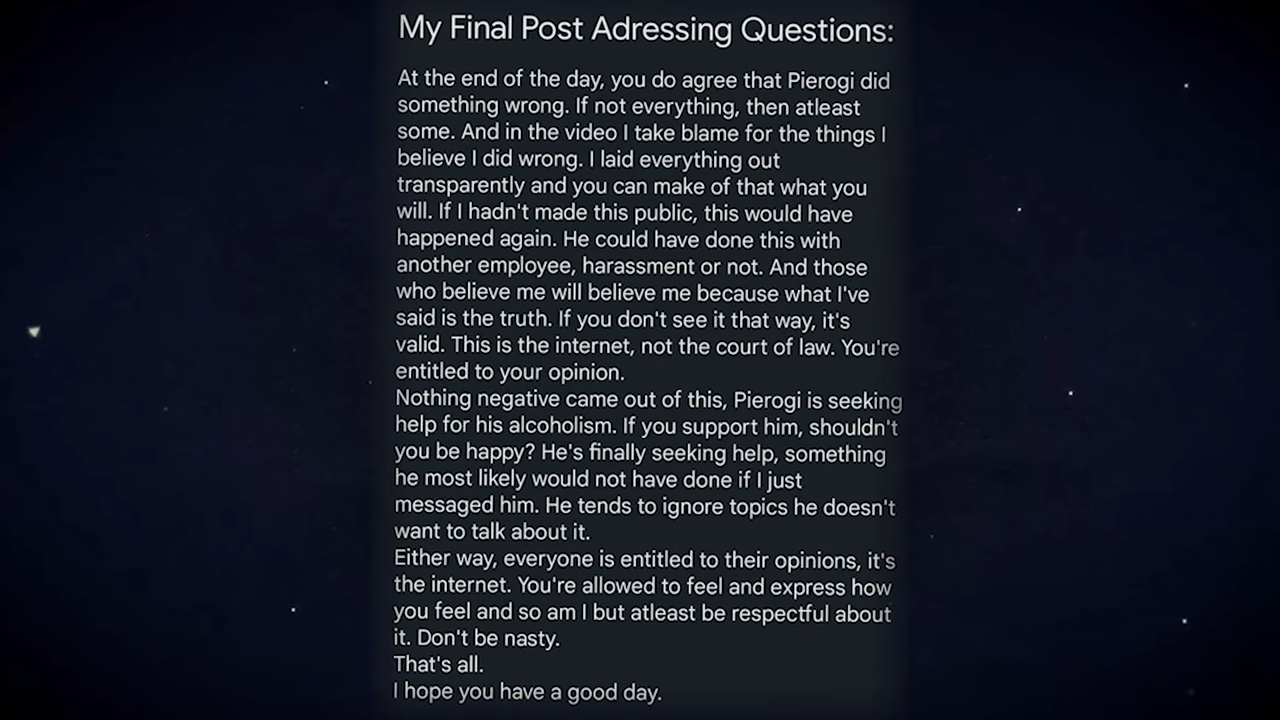 My Final Post Adressing Questions:
At the end of the day, you do agree that Pierogi did
something wrong. If not everything, then atleast
some. And in the video I take blame for the things I
believe I did wrong. I laid everything out
transparently and you can make of that what you
will. If I hadn't made this public, this would have
happened again. He could have done this with
another employee, harassment or not. And those
who believe me will believe me because what I've
said is the truth. If you don't see it that way, it's
valid. This is the internet, not the court of law. You're
entitled to your opinion.
Nothing negative came out of this, Pierogi is seeking
help for his alcoholism. If you support him, shouldn't
you be happy? He's finally seeking help, something
he most likely would not have done if I just
messaged him. He tends to ignore topics he doesn't
want to talk about it.
Either way, everyone is entitled to their opinions, it's
the internet. You're allowed to feel and express how
you feel and so am I but atleast be respectful about
it. Don't be nasty.
That's all.
I hope you have a good day.